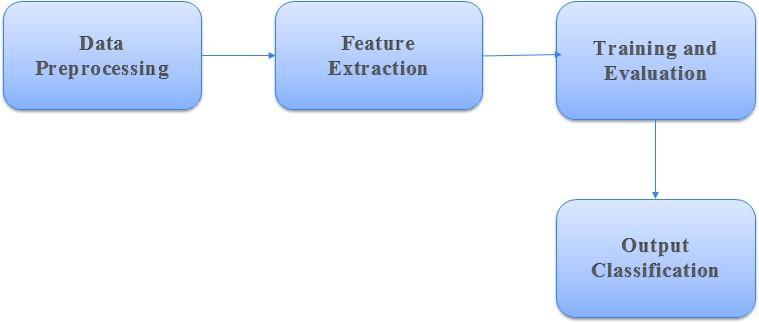 Data
Preprocessing
Feature
Extraction
Training and
Evaluation
Output
Classification